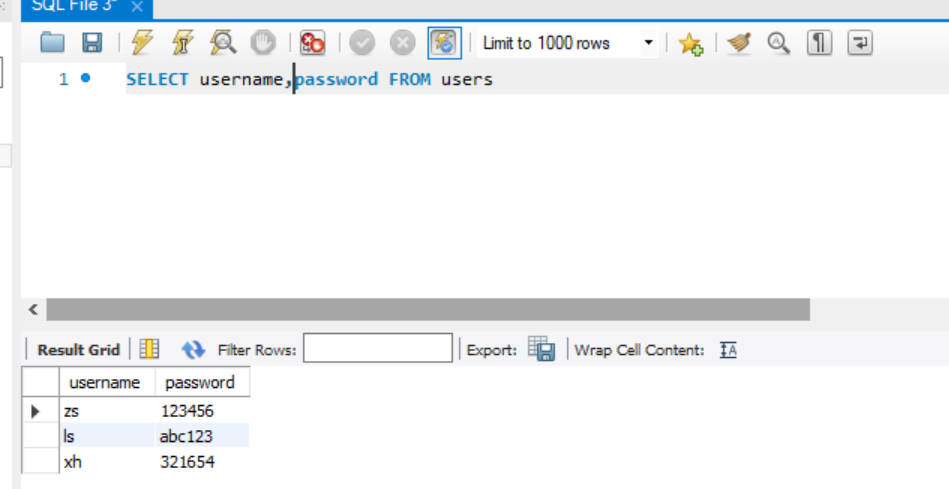 SQL File 3*
Limit to 1000 rows
1 SELECT username,password FROM users
Result Grid Filter Rows: Export: Wrap Cell Content:
username password
zs 123456
ls abc123
xh 321654